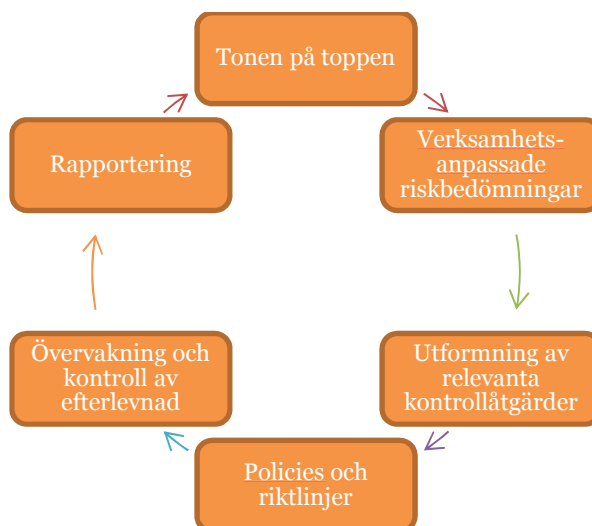 Tonen på toppen
Verksamhets-
anpassade
riskbedömningar
Utformning av
relevanta
kontrollåtgärder
Policies och
riktlinjer
Övervakning och
kontroll av
efterlevnad
Rapportering